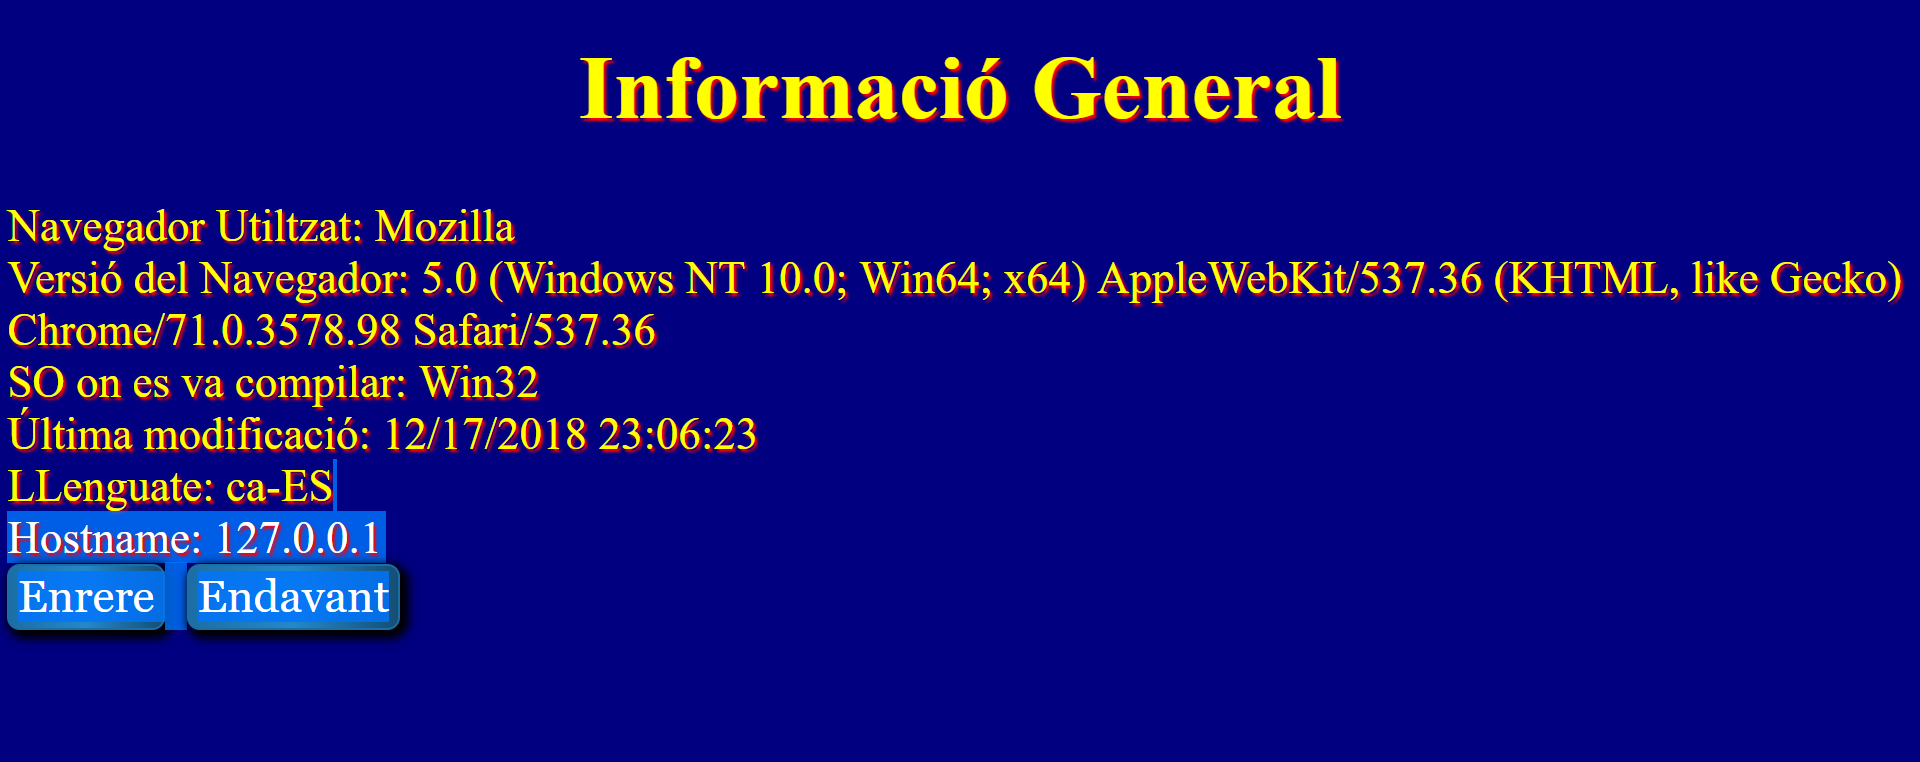 Informació General
Navegador Utiltzat: Mozilla
Versió del Navegador: 5.0 (Windows NT 10.0; Win64; x64) AppleWebKit/537.36 (KHTML, like Gecko)
Chrome/71.0.3578.98 Safari/537.36
SO on es va compilar: Win32
Última modificació: 12/17/2018 23:06:23
LLenguate: ca-ES
Hostname: 127.0.0.1
Enrere Endavant